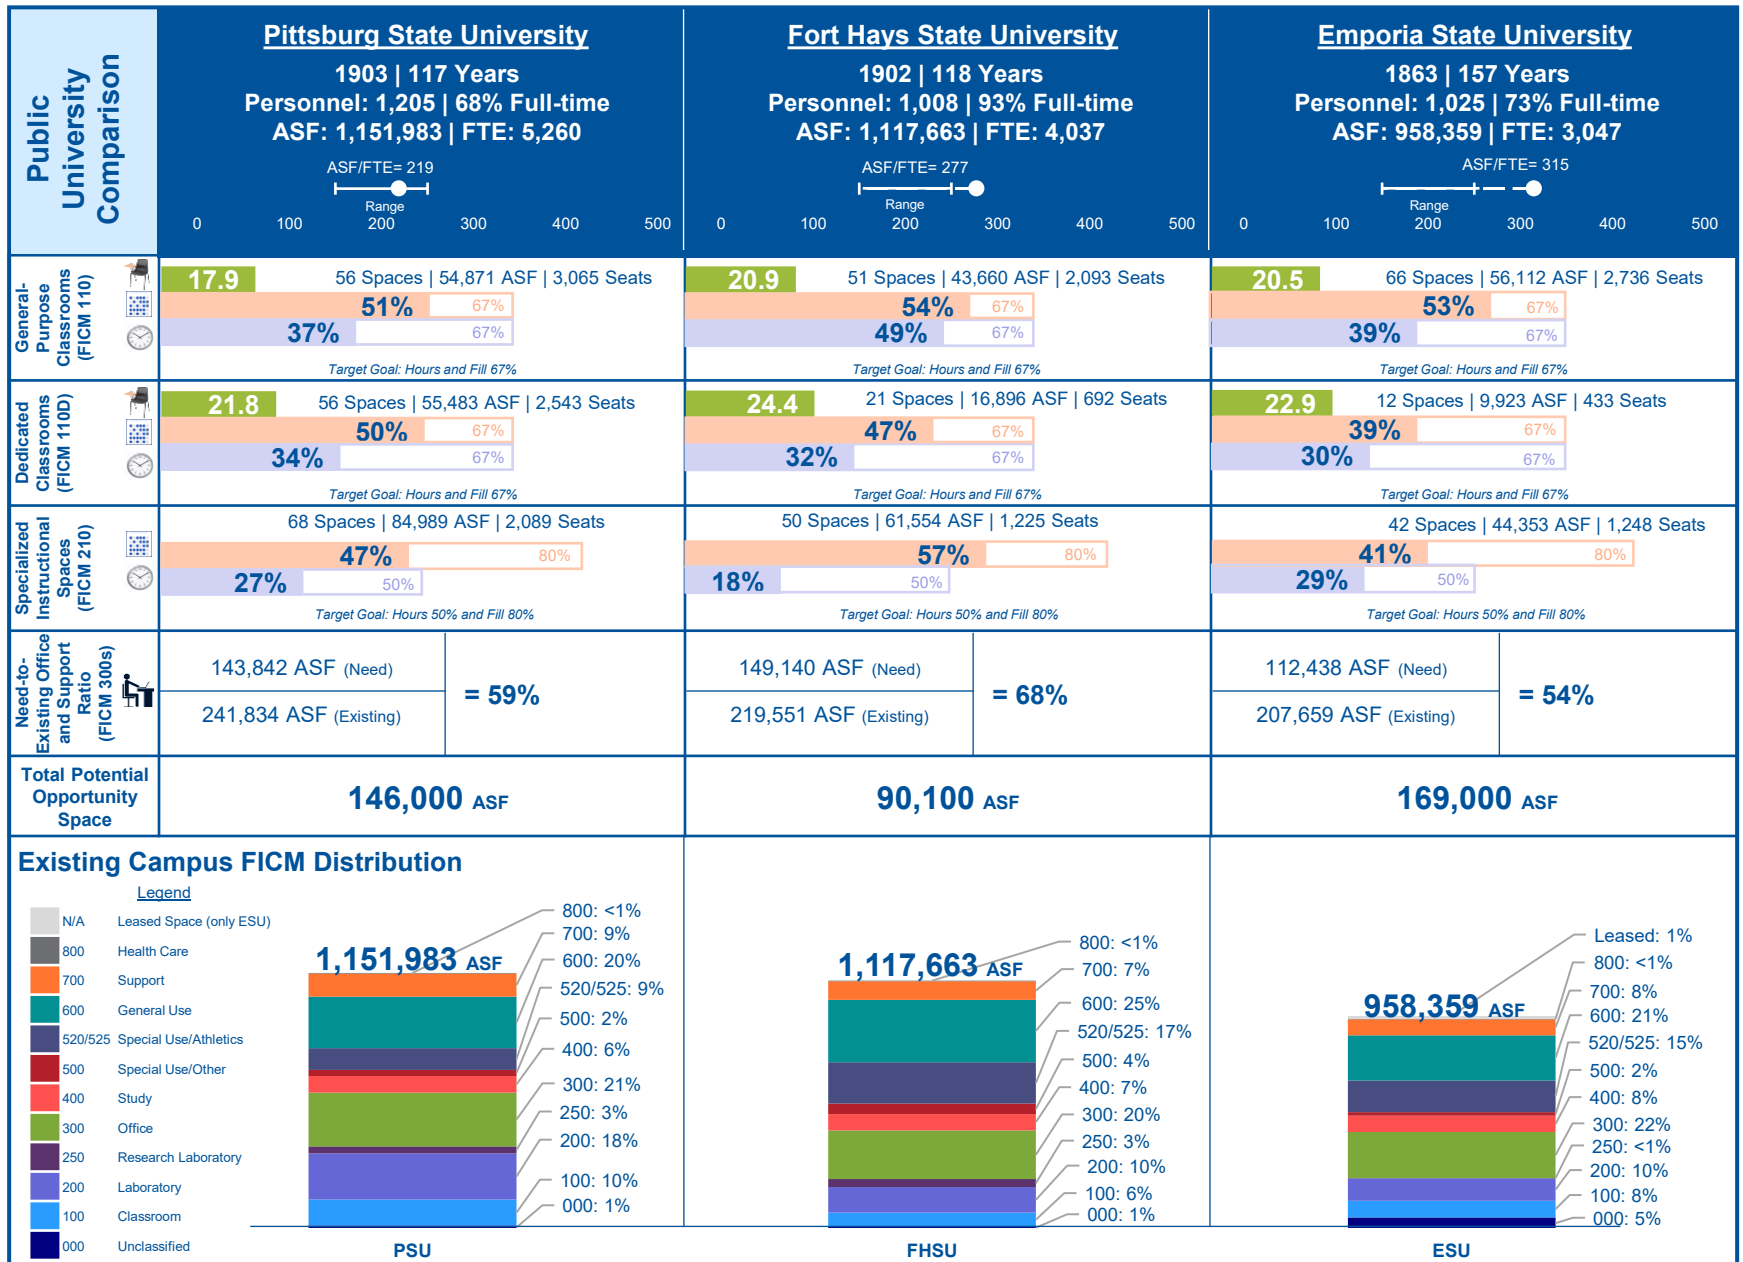 Public
University
Comparison
Pittsburg State University
1903 | 117 Years
Personnel: 1,205 | 68% Full-time
ASF: 1,151,983 | FTE: 5,260
ASF/FTE= 219
Range
0 100 200 300 400 500
Fort Hays State University
1902 | 118 Years
Personnel: 1,008 | 93% Full-time
ASF: 1,117,663 | FTE: 4,037
ASF/FTE= 277
Range
0 100 200 300 400 500
Emporia State University
1863 | 157 Years
Personnel: 1,025 | 73% Full-time
ASF: 958,359 | FTE: 3,047
ASF/FTE= 315
Range
0 100 200 300 400 500
General-
Purpose
Classrooms
(FICM 110)
17.9 56 Spaces | 54,871 ASF | 3,065 Seats
51% 67%
37% 67%
Target Goal: Hours and Fill 67%
20.9 51 Spaces | 43,660 ASF | 2,093 Seats
54% 67%
49% 67%
Target Goal: Hours and Fill 67%
20.5 66 Spaces | 56,112 ASF | 2,736 Seats
53% 67%
39% 67%
Target Goal: Hours and Fill 67%
Dedicated
Classrooms
(FICM 110D)
21.8 56 Spaces | 55,483 ASF | 2,543 Seats
50% 67%
34% 67%
Target Goal: Hours and Fill 67%
24.4 21 Spaces | 16,896 ASF | 692 Seats
47% 67%
32% 67%
Target Goal: Hours and Fill 67%
22.9 12 Spaces | 9,923 ASF | 433 Seats
39% 67%
30% 67%
Target Goal: Hours and Fill 67%
Specialized
Instructional
Spaces
(FICM 210)
68 Spaces | 84,989 ASF | 2,089 Seats
47% 80%
27% 50%
Target Goal: Hours 50% and Fill 80%
50 Spaces | 61,554 ASF | 1,225 Seats
57% 80%
18% 50%
Target Goal: Hours 50% and Fill 80%
42 Spaces | 44,353 ASF | 1,248 Seats
41% 80%
29% 50%
Target Goal: Hours 50% and Fill 80%
Need-to-
Existing Office
and Support
Ratio
(FICM 300s)
143,842 ASF (Need)
241,834 ASF (Existing)
= 59%
149,140 ASF (Need)
219,551 ASF (Existing)
= 68%
112,438 ASF (Need)
207,659 ASF (Existing)
= 54%
Total Potential
Opportunity
Space
146,000 ASF
90,100 ASF
169,000 ASF
Existing Campus FICM Distribution
Legend
N/A Leased Space (only ESU)
800 Health Care
700 Support
600 General Use
520/525 Special Use/Athletics
500 Special Use/Other
400 Study
300 Office
250 Research Laboratory
200 Laboratory
100 Classroom
000 Unclassified
1,151,983 ASF
800: <1%
700: 9%
600: 20%
520/525: 9%
500: 2%
400: 6%
300: 21%
250: 3%
200: 18%
100: 10%
000: 1%
PSU
1,117,663 ASF
800: <1%
700: 7%
600: 25%
520/525: 17%
500: 4%
400: 7%
300: 20%
250: 3%
200: 10%
100: 6%
000: 1%
FHSU
958,359 ASF
Leased: 1%
800: <1%
700: 8%
600: 21%
520/525: 15%
500: 2%
400: 8%
300: 22%
250: <1%
200: 10%
100: 8%
000: 5%
ESU